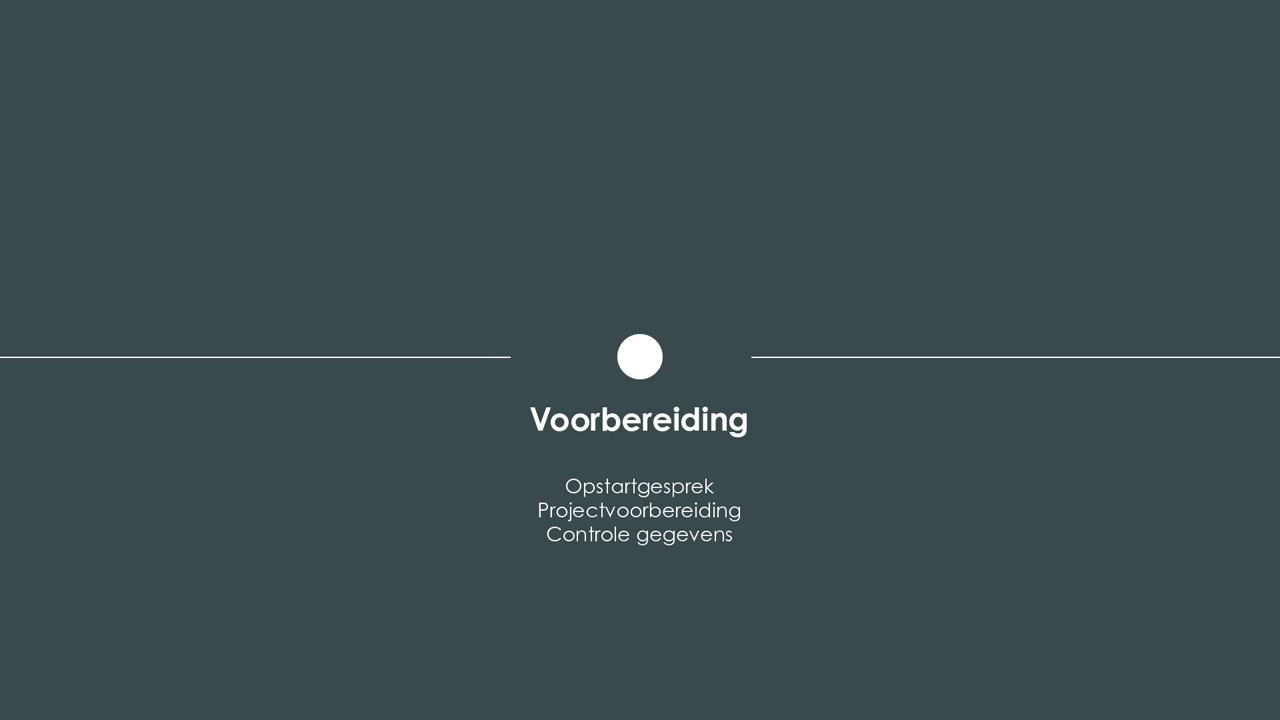 Voorbereiding
Opstartgesprek
Projectvoorbereiding
Controle gegevens